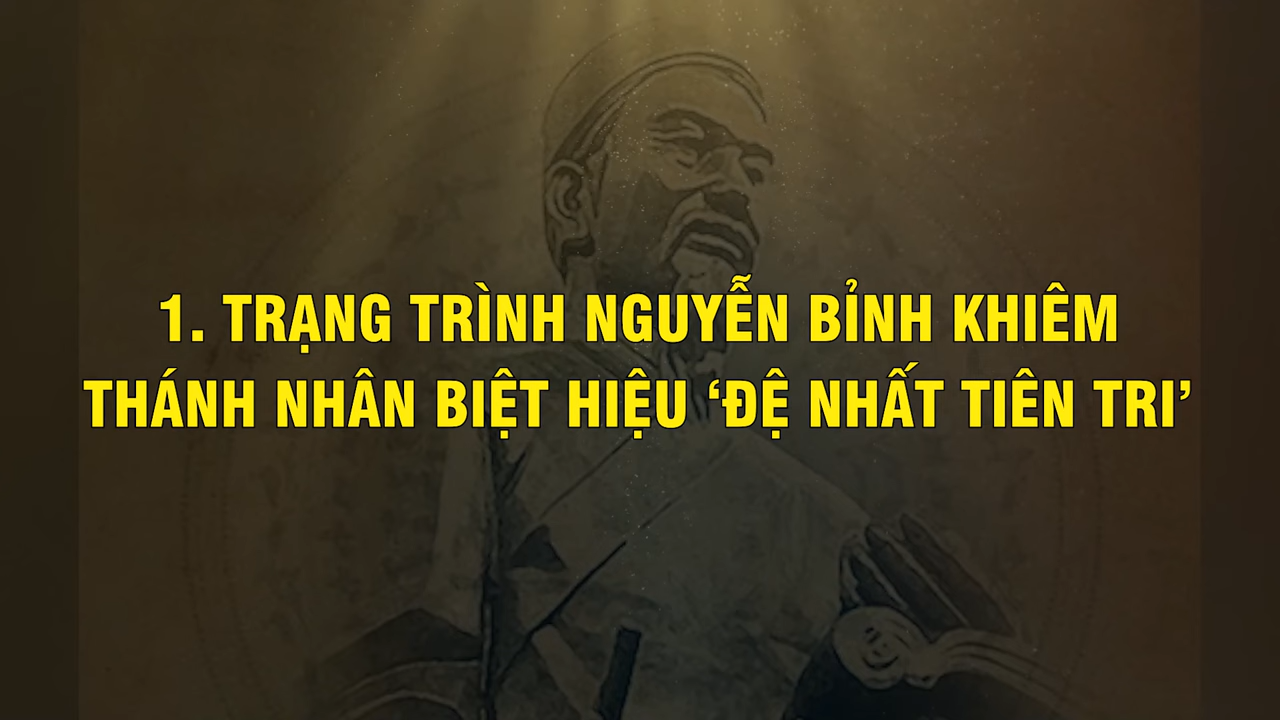 1. TRẠNG TRÌNH NGUYỄN BỈNH KHIÊM
THÁNH NHÂN BIỆT HIỆU ‘ĐỆ NHẤT TIÊN TRI’